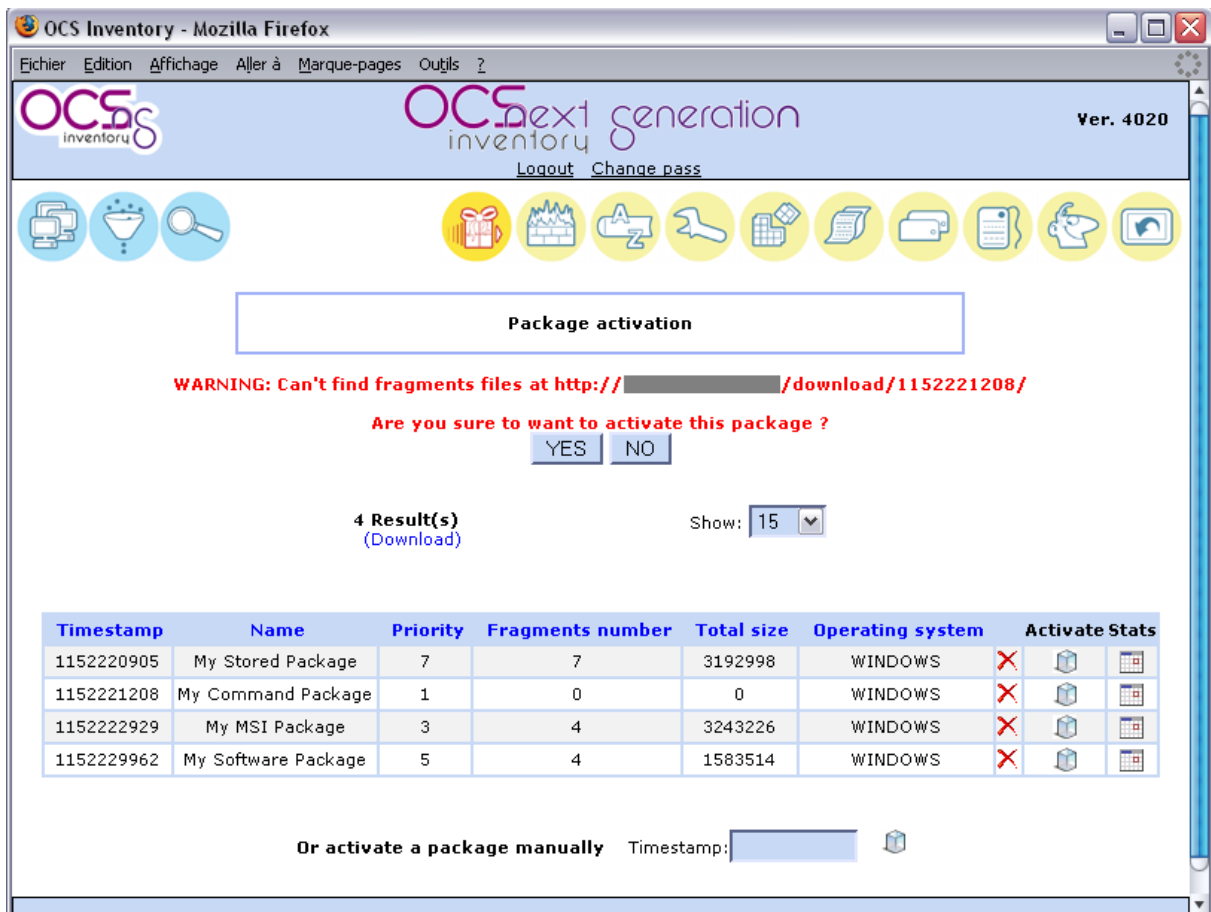 OCS Inventory - Mozilla Firefox
Fichier Edition Affichage Aller à Marque-pages Outils ?
OCS ng inventory
OCS next generation inventory
Ver. 4020
Logout Change pass
Package activation
WARNING: Can't find fragments files at http:// /download/1152221208/
Are you sure to want to activate this package ?
YES NO
4 Result(s) Show: 15
(Download)
Timestamp Name Priority Fragments number Total size Operating system Activate Stats
1152220905 My Stored Package 7 7 3192998 WINDOWS
1152221208 My Command Package 1 0 0 WINDOWS
1152222929 My MSI Package 3 4 3243226 WINDOWS
1152229962 My Software Package 5 4 1583514 WINDOWS
Or activate a package manually Timestamp: